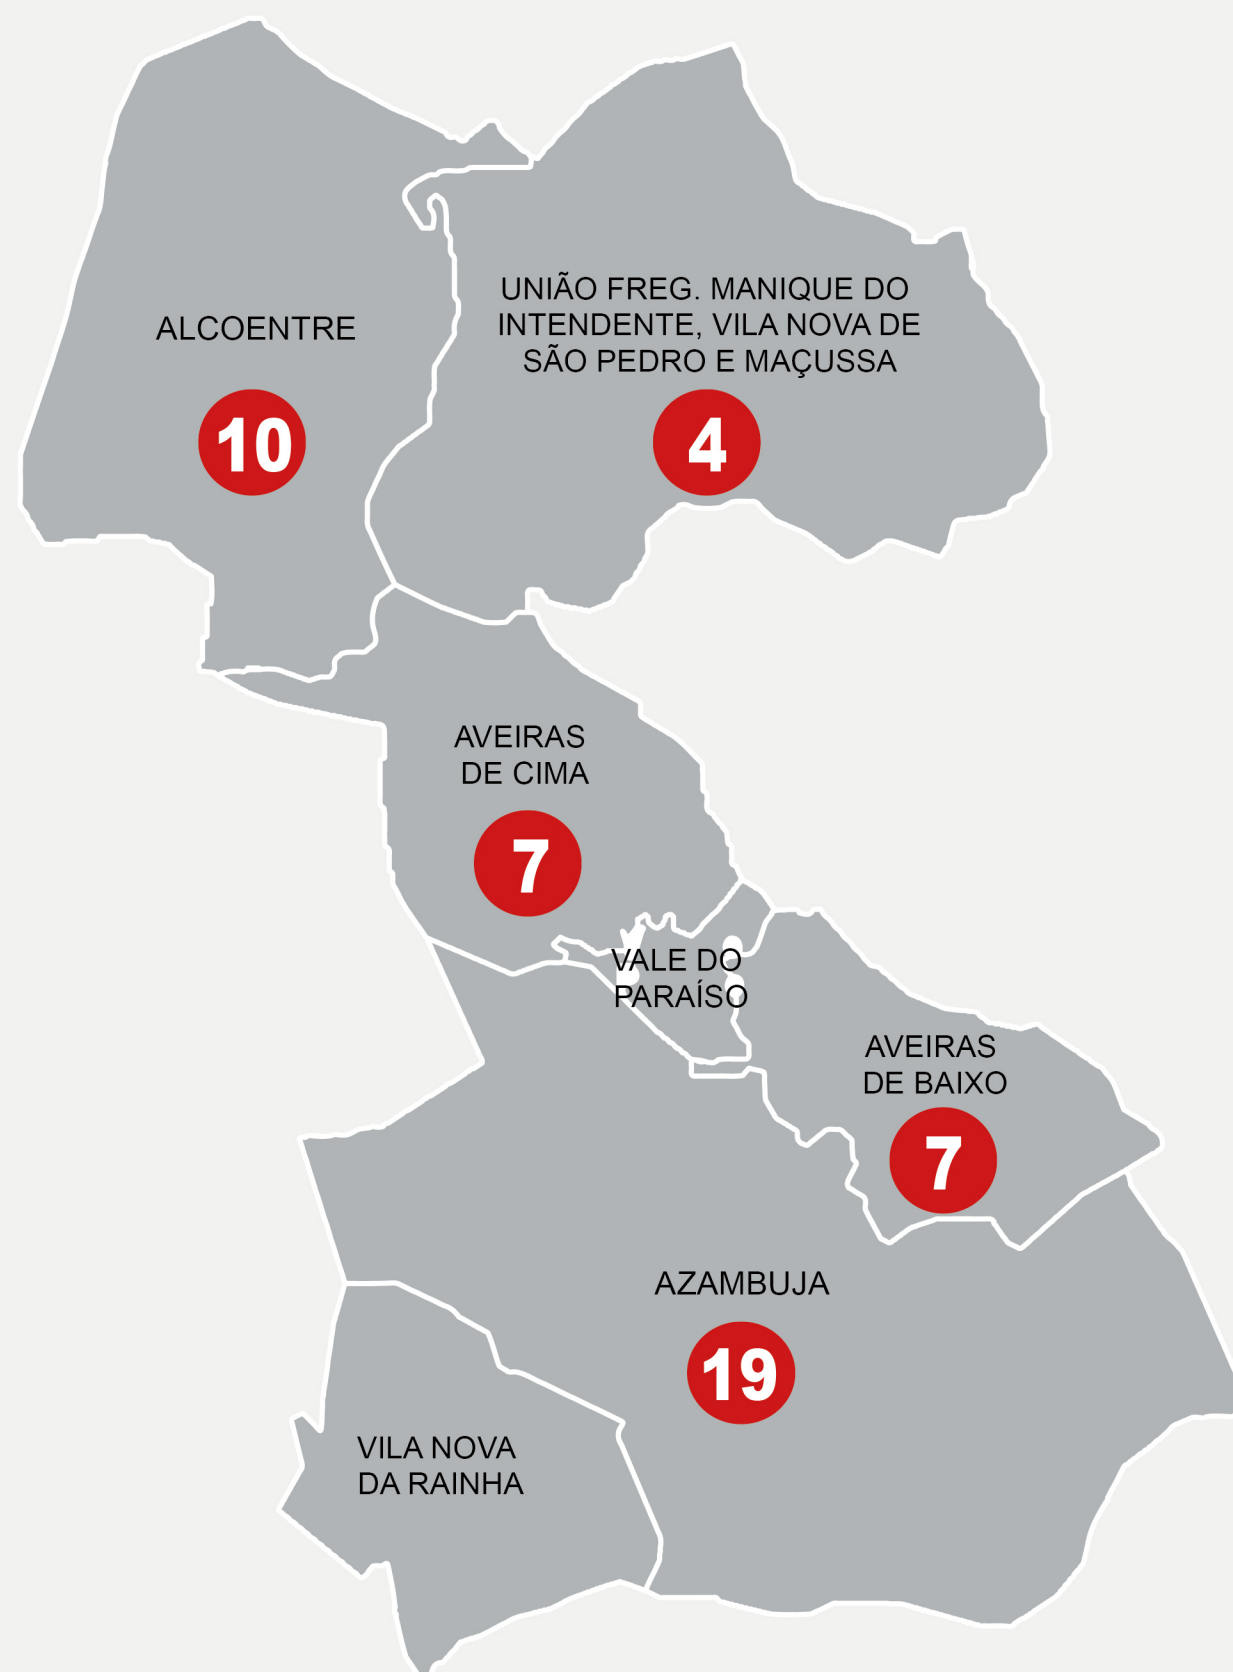 ALCOENTRE
10
UNIÃO FREG. MANIQUE DO
INTENDENTE, VILA NOVA DE
SÃO PEDRO E MAÇUSSA
4
AVEIRAS
DE CIMA
7
VALE DO
PARAÍSO
AVEIRAS
DE BAIXO
7
AZAMBUJA
19
VILA NOVA
DA RAINHA